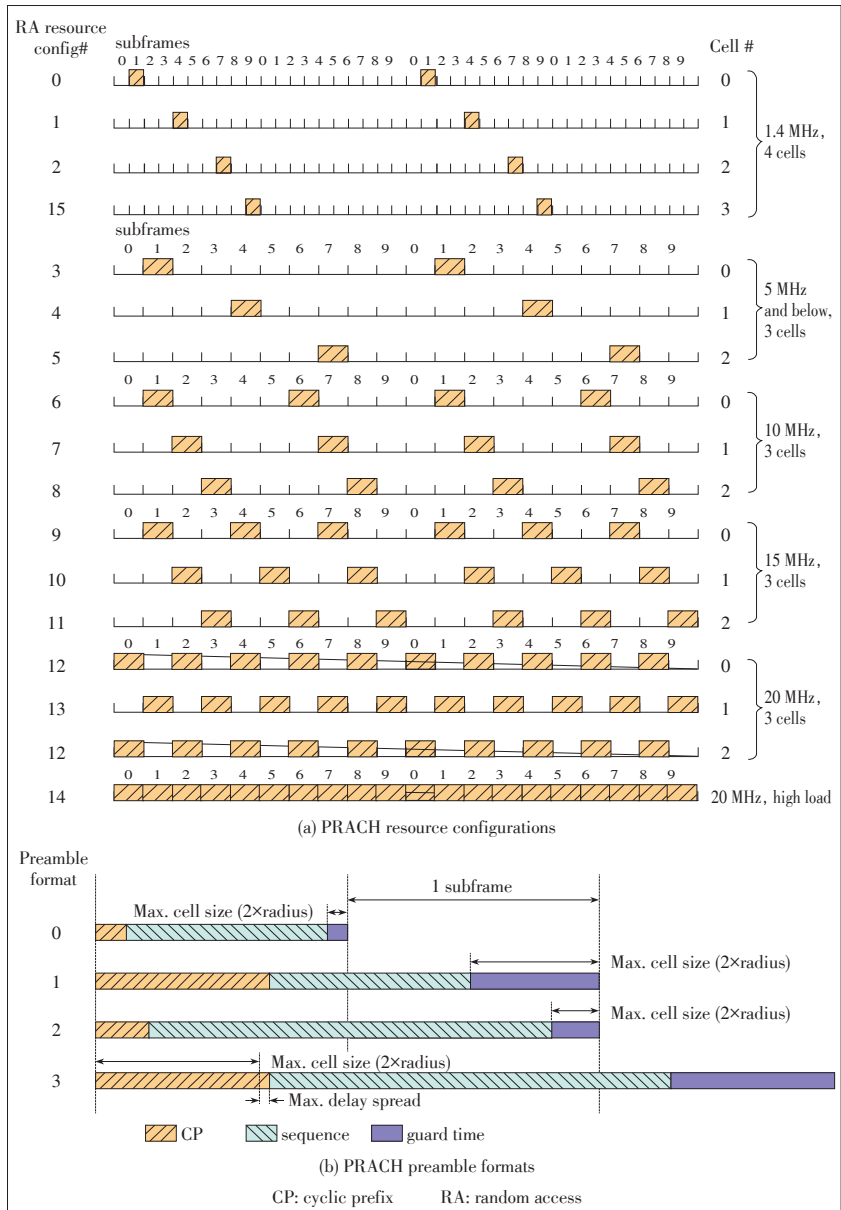 RA resource
config#
subframes
Cell #
0 1 2 3 4 5 6 7 8 9 0 1 2 3 4 5 6 7 8 9
0
0
1
1
2
2
15
3
1.4 MHz,
4 cells
subframes
0 1 2 3 4 5 6 7 8 9 0 1 2 3 4 5 6 7 8 9
3
0
4
1
5
2
5 MHz
and below,
3 cells
0 1 2 3 4 5 6 7 8 9 0 1 2 3 4 5 6 7 8 9
6
0
7
1
8
2
10 MHz,
3 cells
0 1 2 3 4 5 6 7 8 9 0 1 2 3 4 5 6 7 8 9
9
0
10
1
11
2
15 MHz,
3 cells
0 1 2 3 4 5 6 7 8 9 0 1 2 3 4 5 6 7 8 9
12
0
13
1
12
2
20 MHz,
3 cells
0 1 2 3 4 5 6 7 8 9 0 1 2 3 4 5 6 7 8 9
14
20 MHz, high load
(a) PRACH resource configurations
Preamble
format
1 subframe
Max. cell size (2×radius)
0
Max. cell size (2×radius)
1
Max. cell size (2×radius)
2
Max. cell size (2×radius)
3
Max. delay spread
CP
sequence
guard time
(b) PRACH preamble formats
CP: cyclic prefix RA: random access